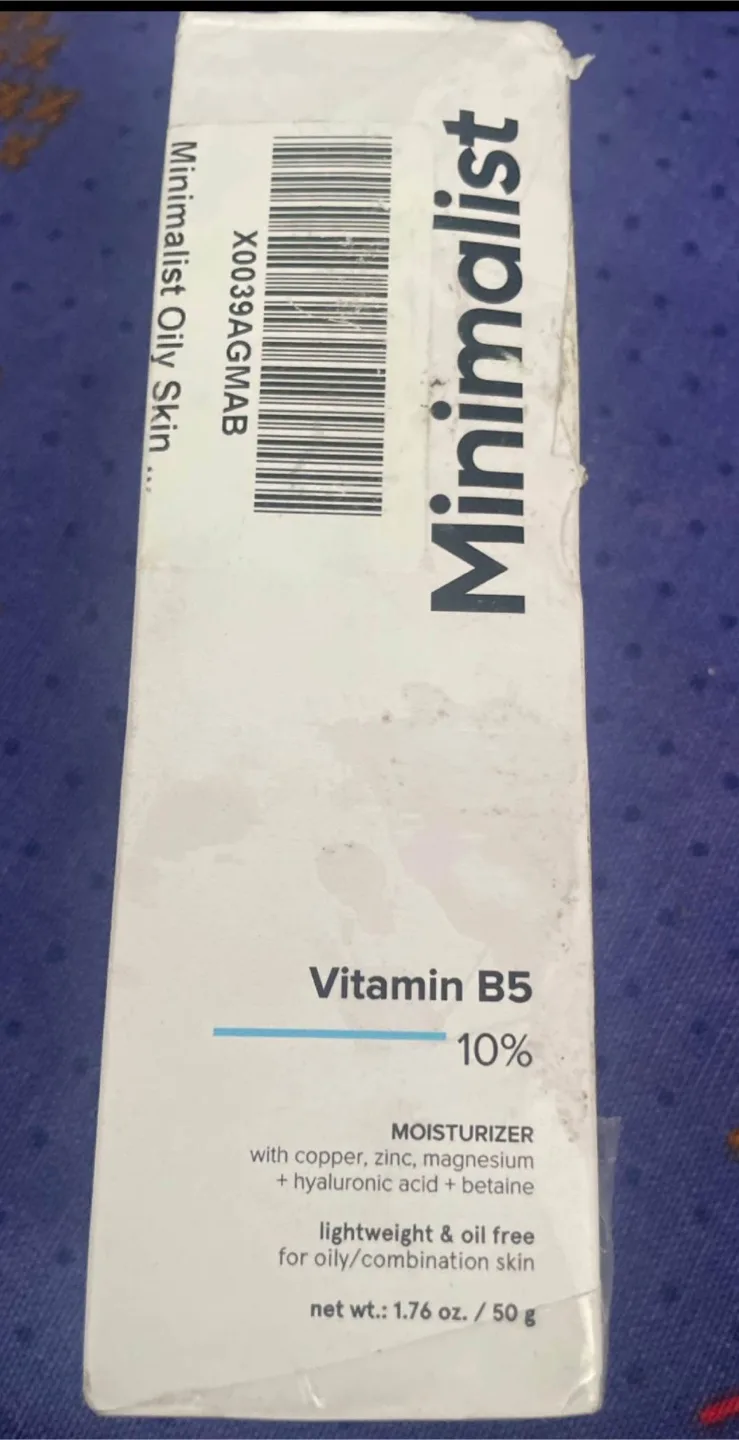 Minimalist
X0039AGMAB
Minimalist Oily Skin ...
Vitamin B5
10%
MOISTURIZER
with copper, zinc, magnesium
+ hyaluronic acid + betaine
lightweight & oil free
for oily/combination skin
net wt.: 1.76 oz. / 50 g